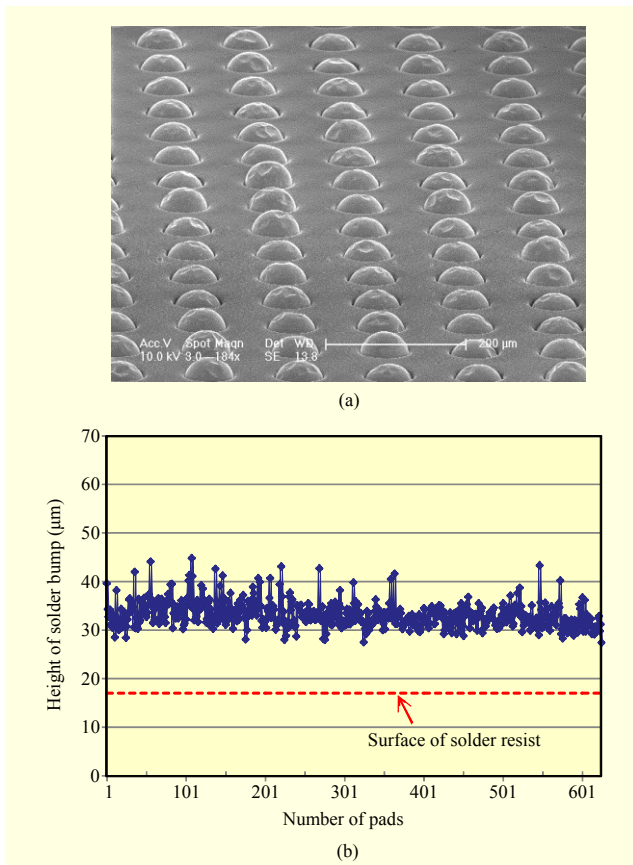 Acc.V Spot Magn Det WD
10.0 kV 3.0 184x SE 13.8
200 µm
(a)
70
60
50
40
30
20
10
0
Height of solder bump (µm)
Surface of solder resist
1 101 201 301 401 501 601
Number of pads
(b)